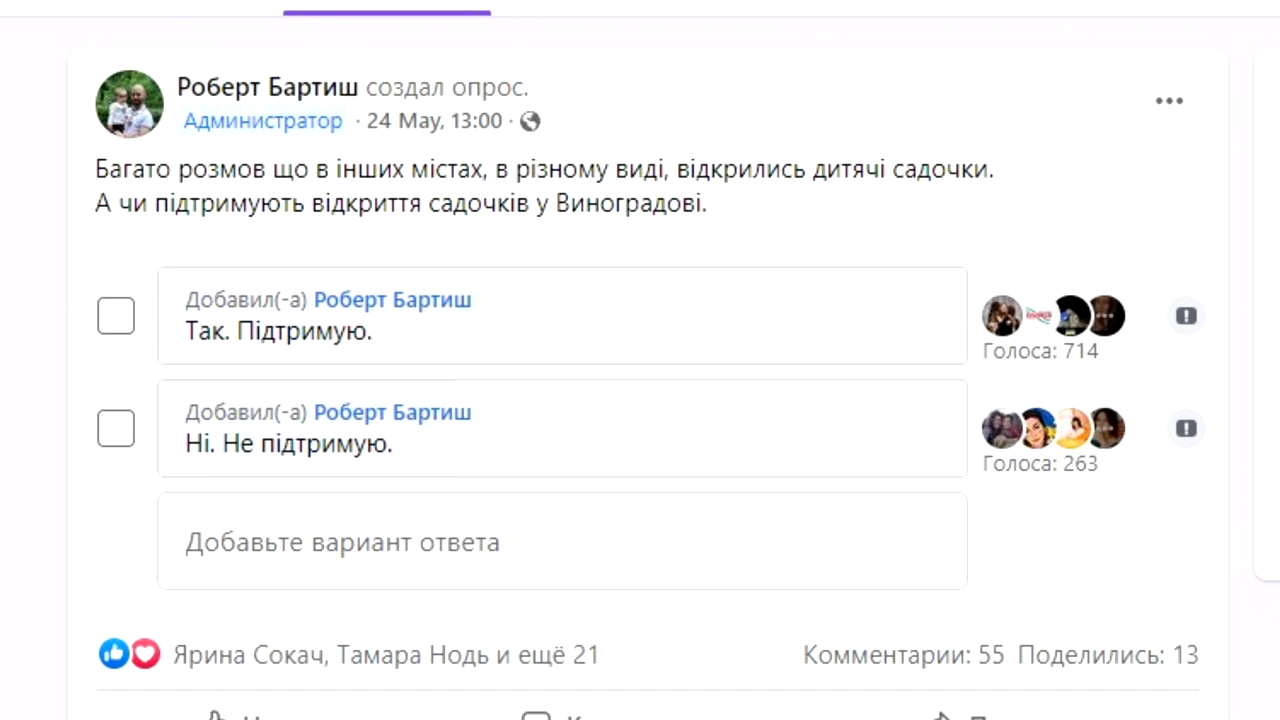 Роберт Бартиш создал опрос.
Администратор · 24 May, 13:00 ·
Багато розмов що в інших містах, в різному виді, відкрились дитячі садочки.
А чи підтримують відкриття садочків у Виноградові.
Добавил(-а) Роберт Бартиш
Так. Підтримую.
Голоса: 714
Добавил(-а) Роберт Бартиш
Ні. Не підтримую.
Голоса: 263
Добавьте вариант ответа
Ярина Сокач, Тамара Нодь и ещё 21
Комментарии: 55 Поделились: 13